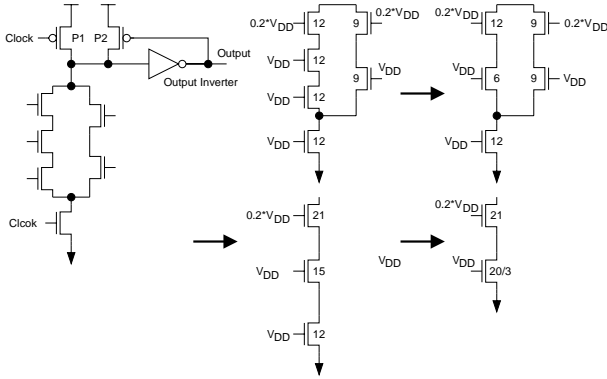 Clock
P1
P2
Output
Output Inverter
Clcok
0.2*VDD
12
9
0.2*VDD
VDD
12
VDD
12
9
VDD
VDD
12
0.2*VDD
12
9
0.2*VDD
VDD
6
9
VDD
VDD
12
0.2*VDD
21
VDD
15
VDD
12
VDD
0.2*VDD
21
VDD
20/3